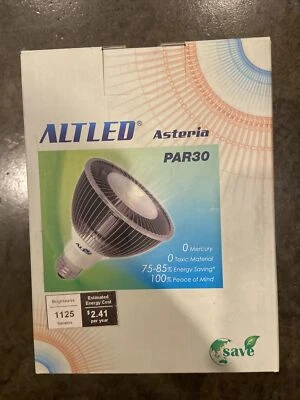 ALTLED® Asteria
PAR30
0 Mercury
0 Toxic Material
75-85% Energy Saving*
100% Peace of Mind
ALTLED
Brightness
1125
lumens
Estimated
Energy Cost
$2.41
per year
save